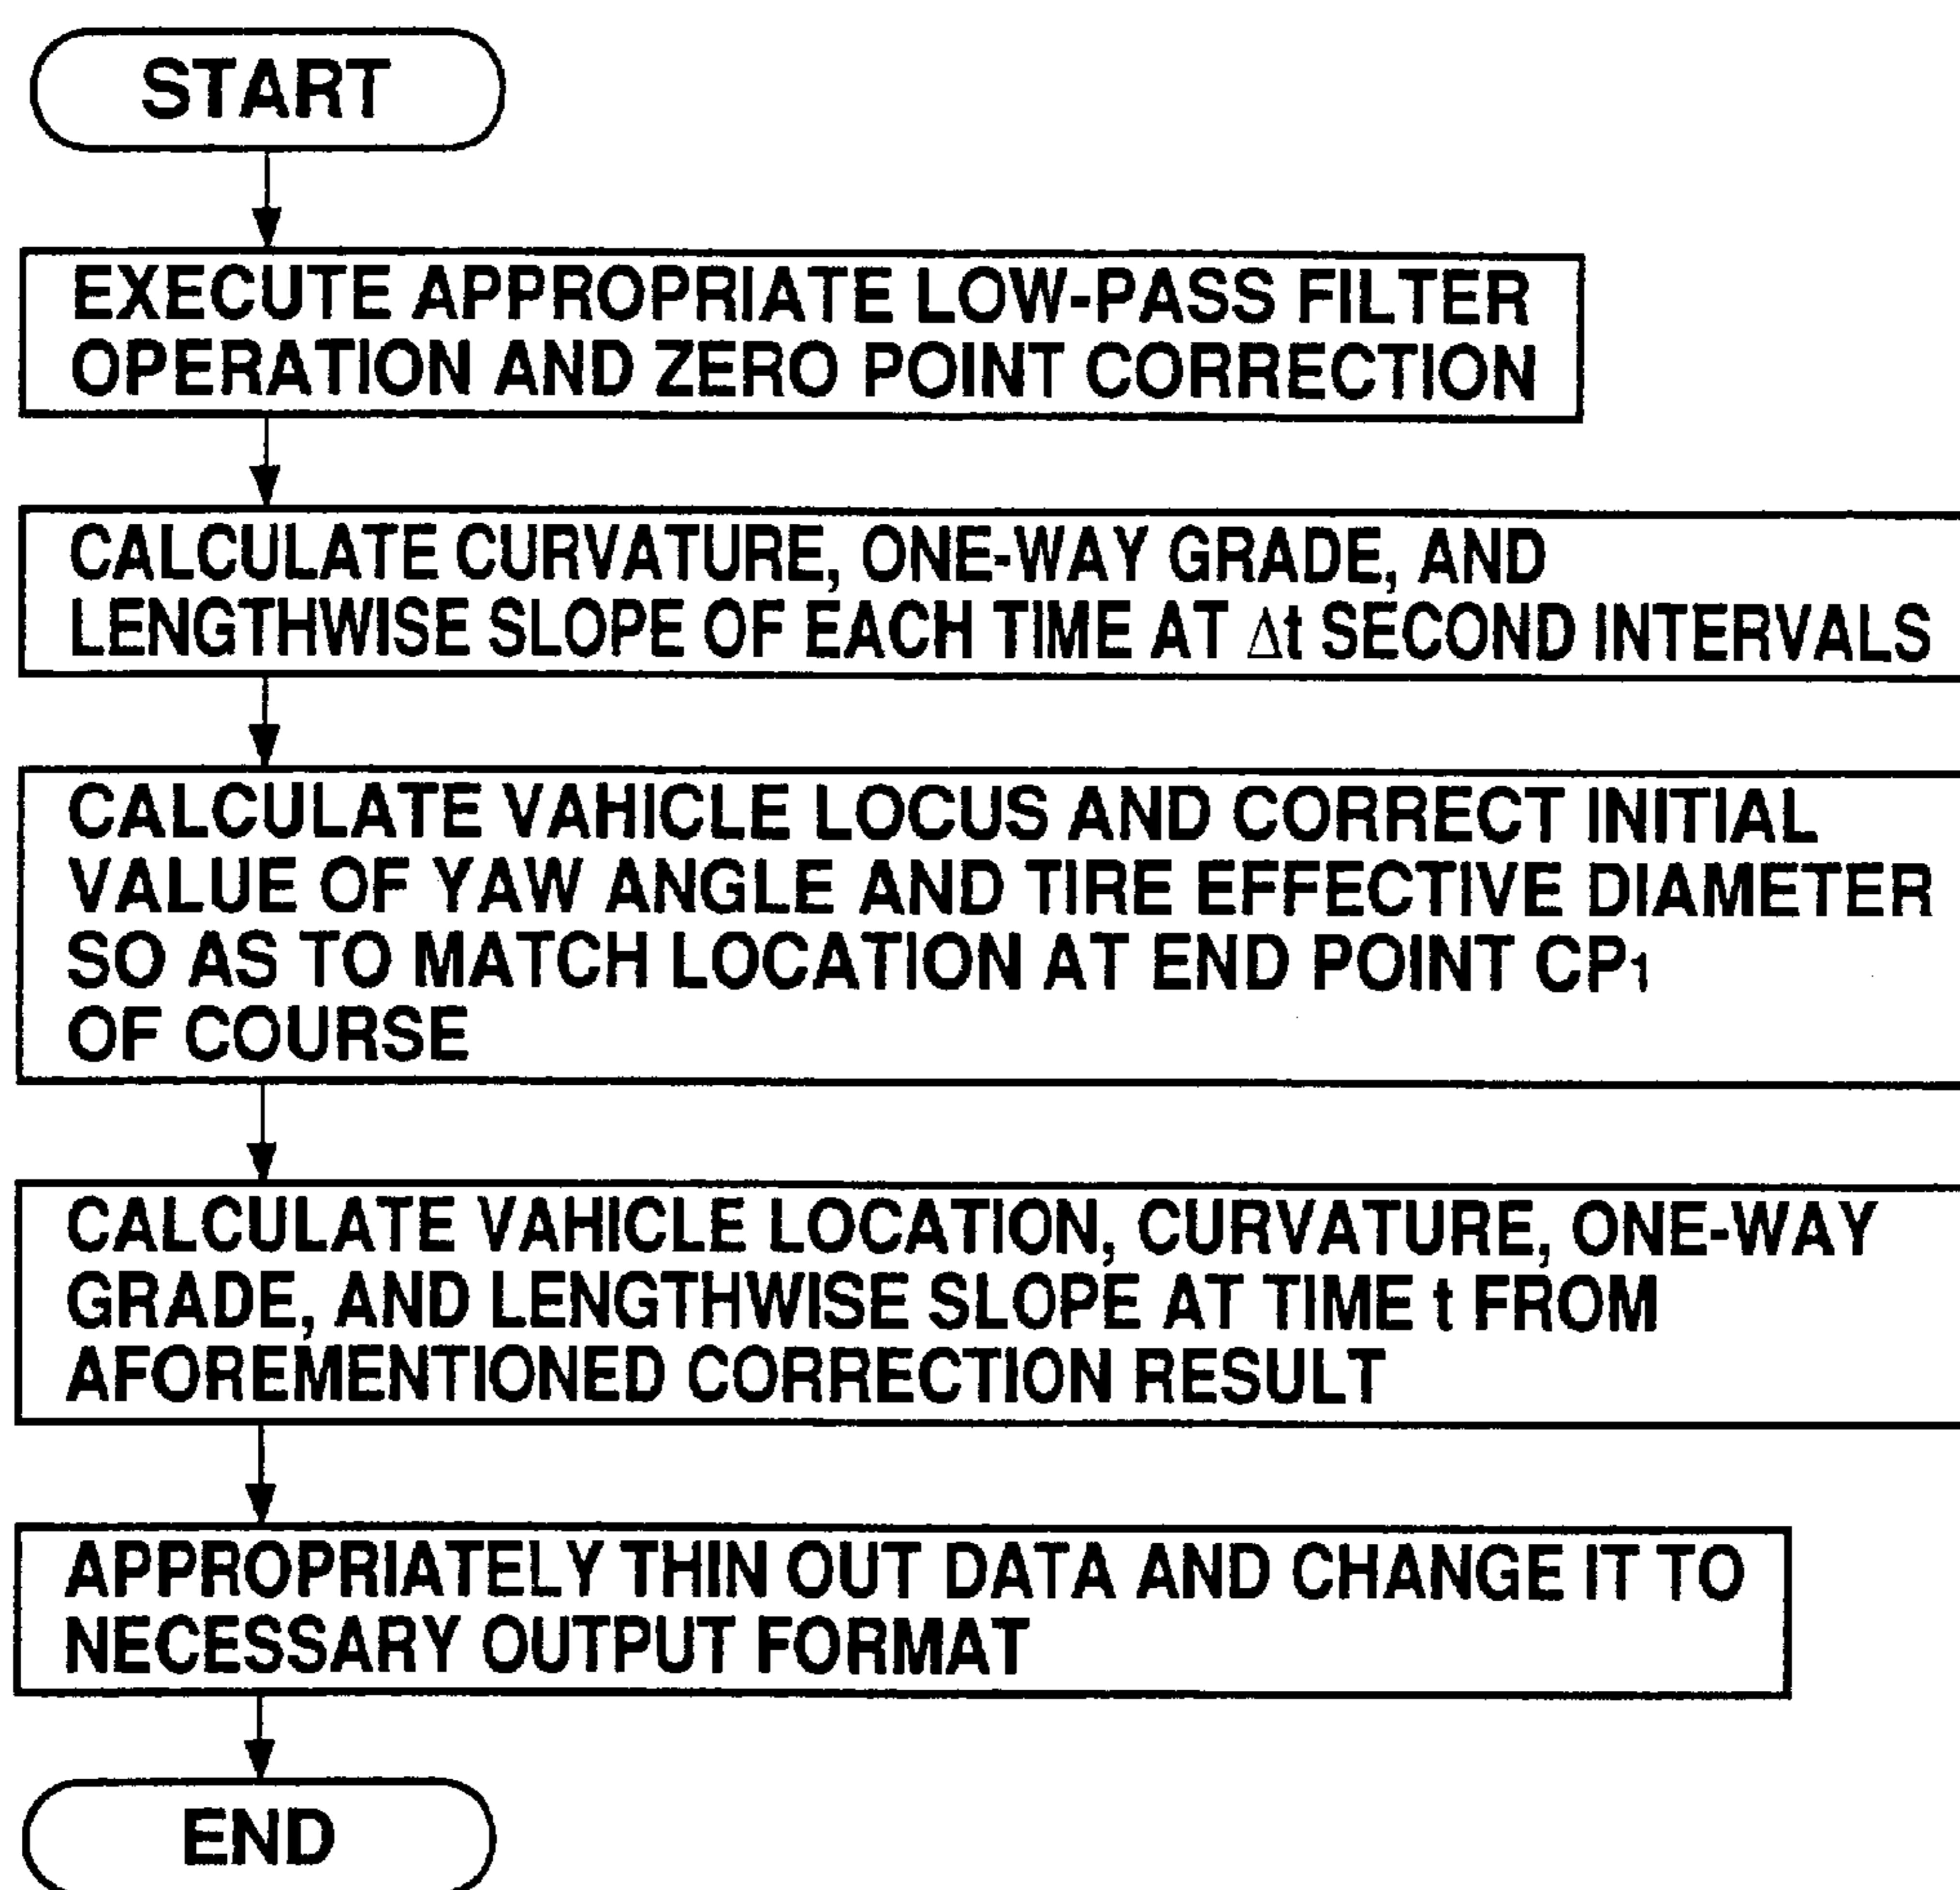 START
EXECUTE APPROPRIATE LOW-PASS FILTER
OPERATION AND ZERO POINT CORRECTION
CALCULATE CURVATURE, ONE-WAY GRADE, AND
LENGTHWISE SLOPE OF EACH TIME AT Δt SECOND INTERVALS
CALCULATE VAHICLE LOCUS AND CORRECT INITIAL
VALUE OF YAW ANGLE AND TIRE EFFECTIVE DIAMETER
SO AS TO MATCH LOCATION AT END POINT CP₁
OF COURSE
CALCULATE VAHICLE LOCATION, CURVATURE, ONE-WAY
GRADE, AND LENGTHWISE SLOPE AT TIME t FROM
AFOREMENTIONED CORRECTION RESULT
APPROPRIATELY THIN OUT DATA AND CHANGE IT TO
NECESSARY OUTPUT FORMAT
END